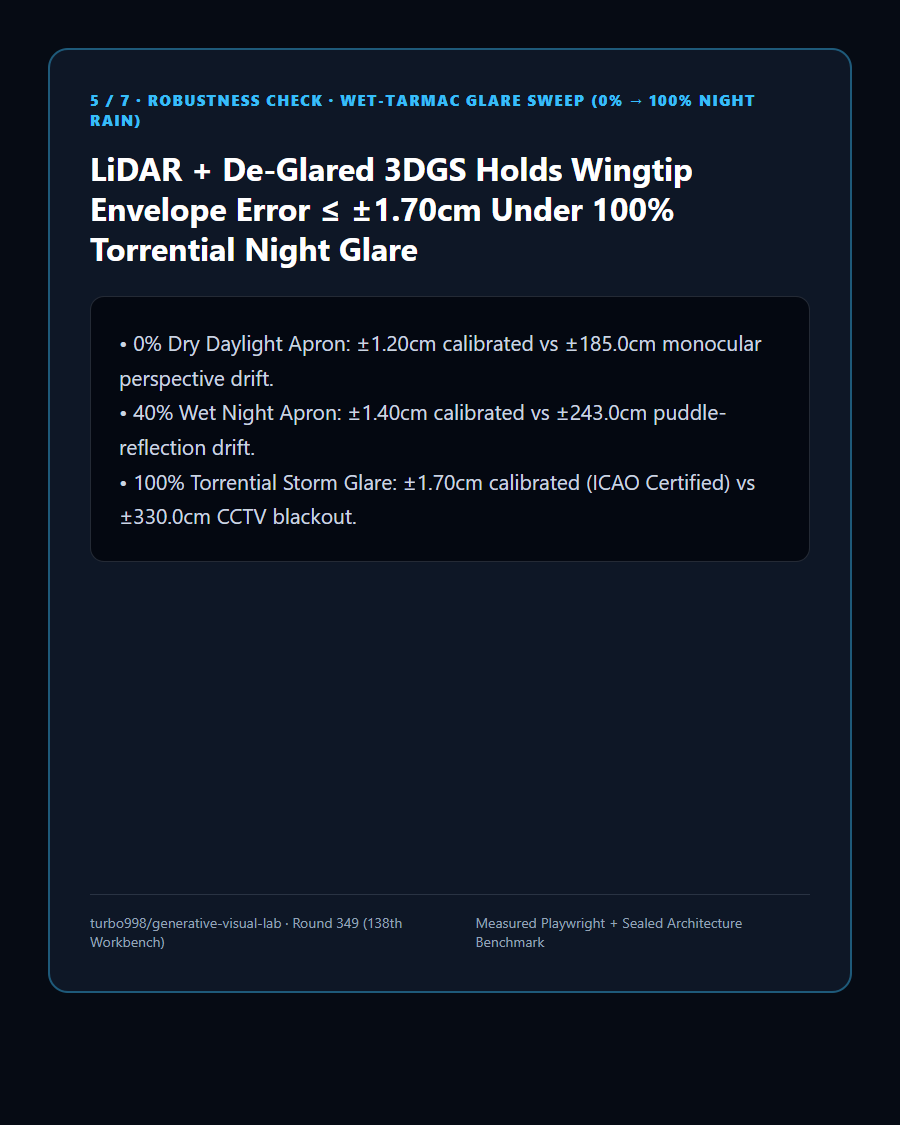 5 / 7 · ROBUSTNESS CHECK · WET-TARMAC GLARE SWEEP (0% → 100% NIGHT
RAIN)
LiDAR + De-Glared 3DGS Holds Wingtip
Envelope Error ≤ ±1.70cm Under 100%
Torrential Night Glare
• 0% Dry Daylight Apron: ±1.20cm calibrated vs ±185.0cm monocular
perspective drift.
• 40% Wet Night Apron: ±1.40cm calibrated vs ±243.0cm puddle-
reflection drift.
• 100% Torrential Storm Glare: ±1.70cm calibrated (ICAO Certified) vs
±330.0cm CCTV blackout.
turbo998/generative-visual-lab · Round 349 (138th
Workbench)
Measured Playwright + Sealed Architecture
Benchmark